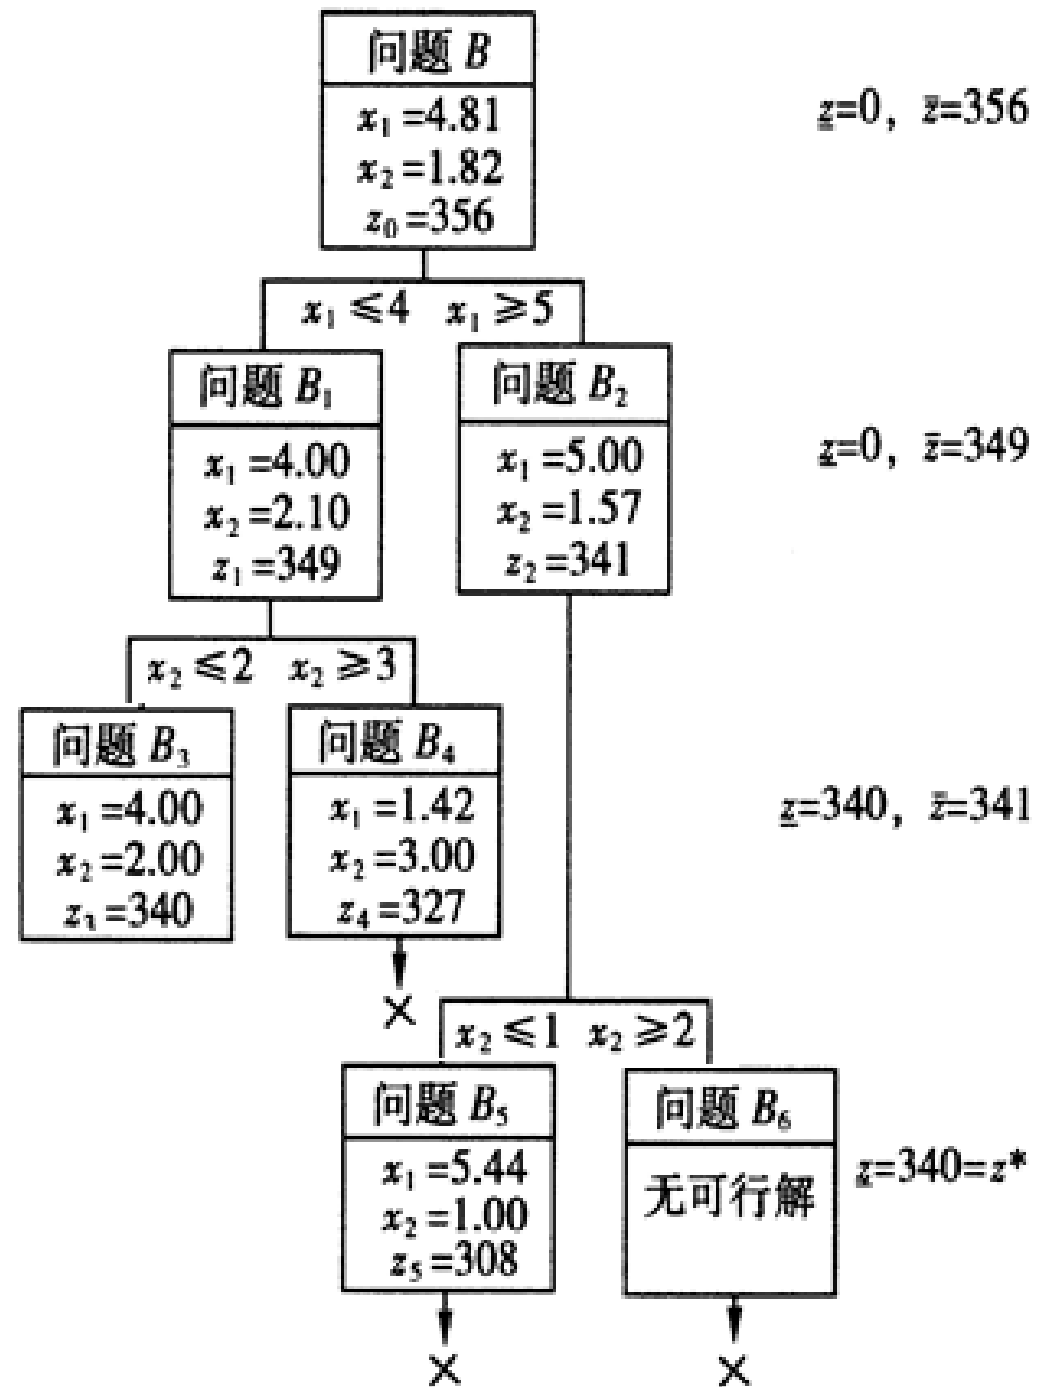 问题 B
x₁=4.81
x₂=1.82
z₀=356
z̲=0, z̄=356
x₁≤4 x₁≥5
问题 B₁
x₁=4.00
x₂=2.10
z₁=349
问题 B₂
x₁=5.00
x₂=1.57
z₂=341
z̲=0, z̄=349
x₂≤2 x₂≥3
问题 B₃
x₁=4.00
x₂=2.00
z₃=340
问题 B₄
x₁=1.42
x₂=3.00
z₄=327
z̲=340, z̄=341
x₂≤1 x₂≥2
问题 B₅
x₁=5.44
x₂=1.00
z₅=308
问题 B₆
无可行解
z̲=340=z*